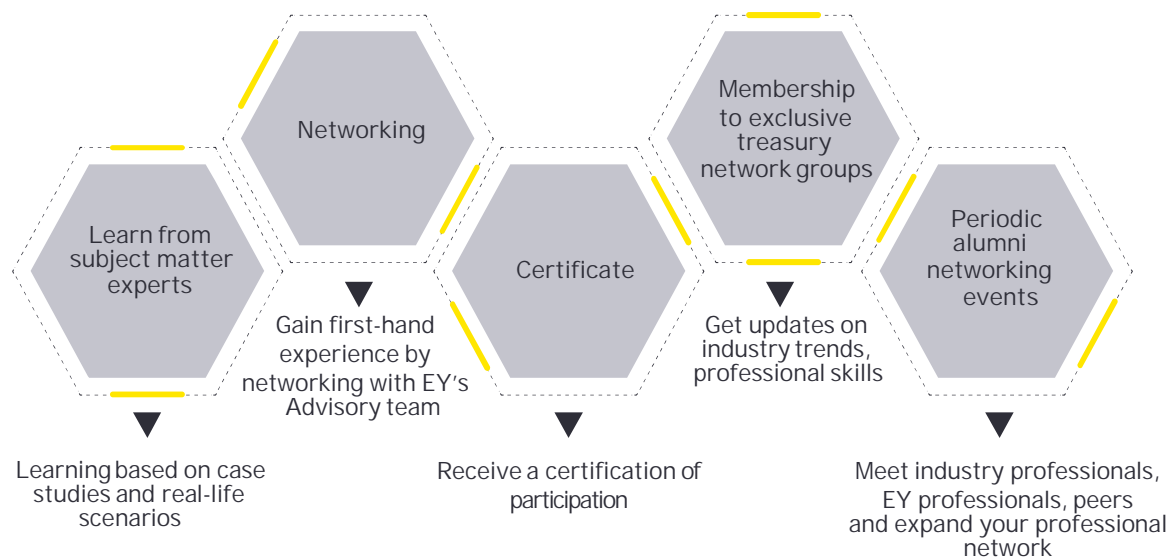 Learn from
subject matter
experts
Learning based on case
studies and real-life
scenarios
Networking
Gain first-hand
experience by
networking with EY’s
Advisory team
Certificate
Receive a certification of
participation
Membership
to exclusive
treasury
network groups
Get updates on
industry trends,
professional skills
Periodic
alumni
networking
events
Meet industry professionals,
EY professionals, peers
and expand your professional
network